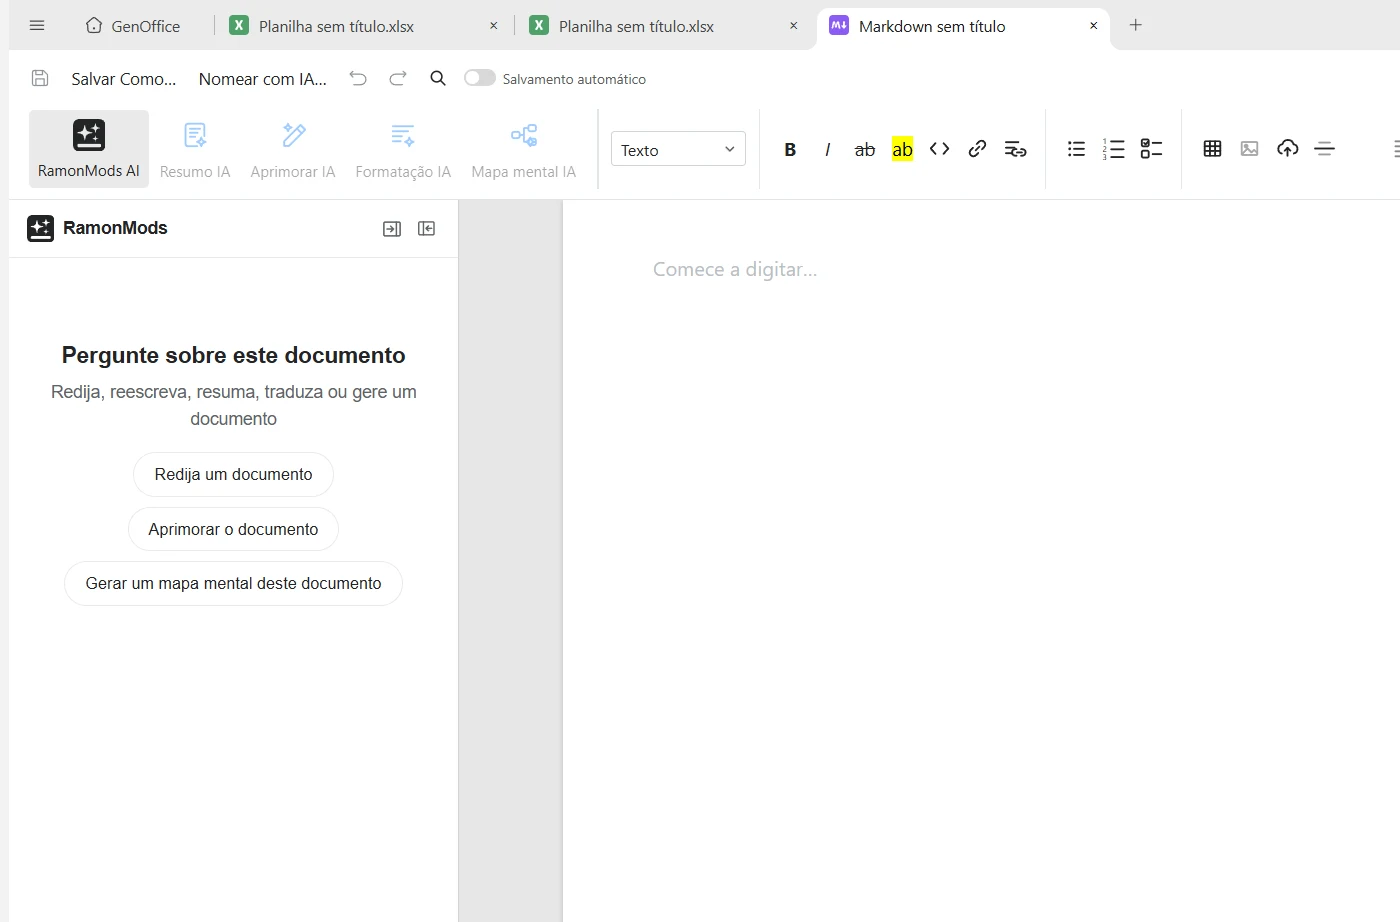 GenOffice
X Planilha sem título.xlsx
X Planilha sem título.xlsx
M↓ Markdown sem título
Salvar Como... Nomear com IA... Salvamento automático
RamonMods AI Resumo IA Aprimorar IA Formatação IA Mapa mental IA
Texto
B I ab ab
1 2 3
RamonMods
Comece a digitar...
Pergunte sobre este documento
Redija, reescreva, resuma, traduza ou gere um
documento
Redija um documento
Aprimorar o documento
Gerar um mapa mental deste documento